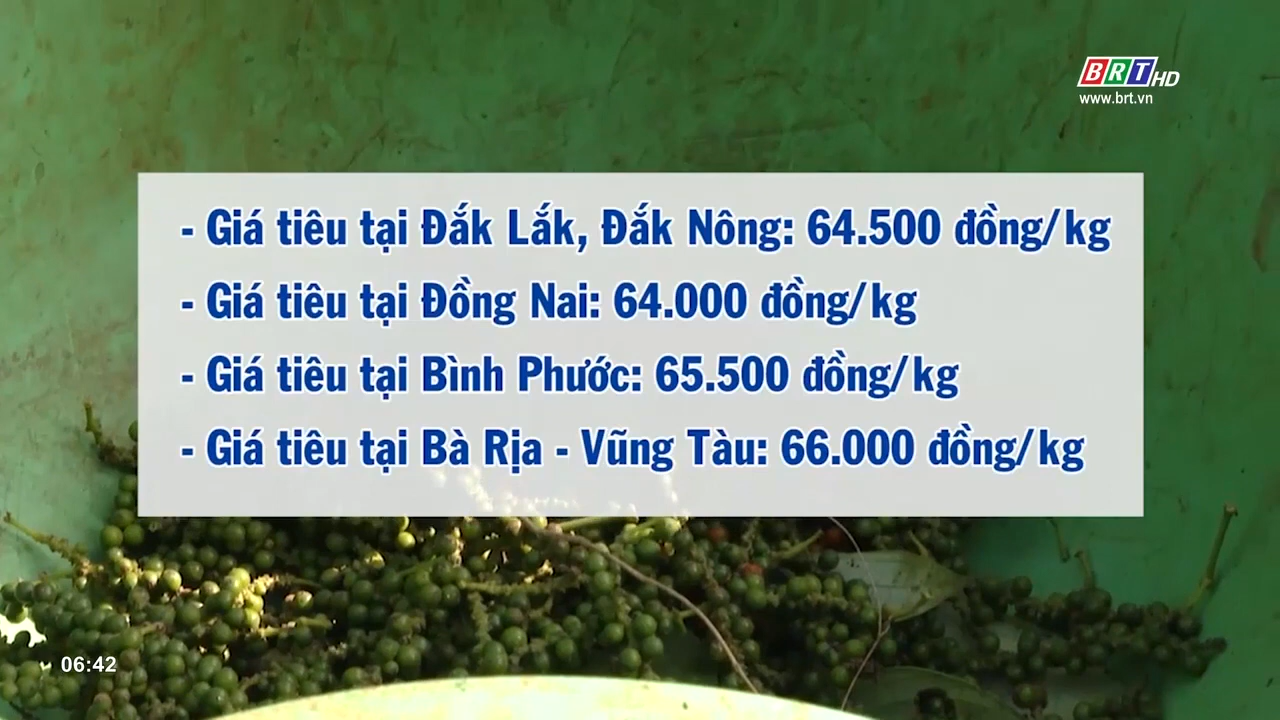 BRT HD
www.brt.vn
- Giá tiêu tại Đắk Lắk, Đắk Nông: 64.500 đồng/kg
- Giá tiêu tại Đồng Nai: 64.000 đồng/kg
- Giá tiêu tại Bình Phước: 65.500 đồng/kg
- Giá tiêu tại Bà Rịa - Vũng Tàu: 66.000 đồng/kg
06:42